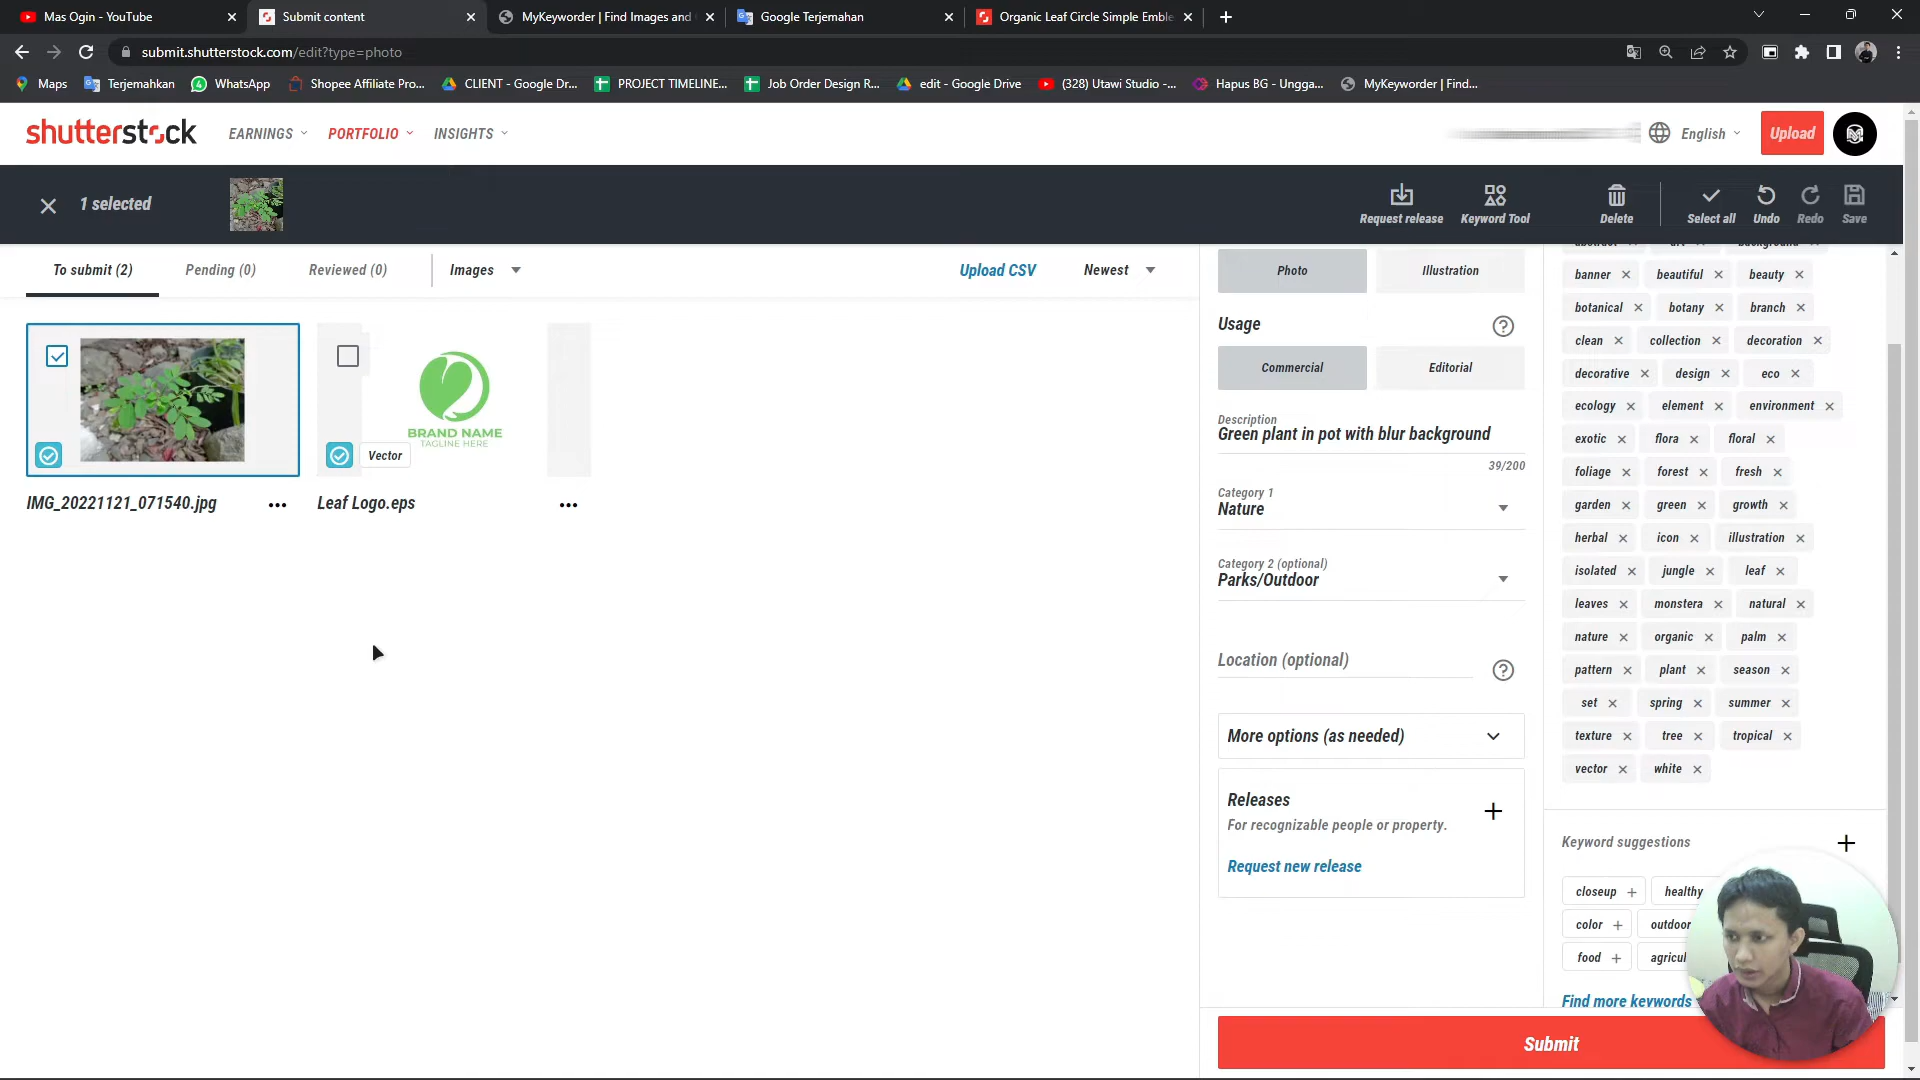 Mas Ogin - YouTube
Submit content
MyKeyworder | Find Images and
Google Terjemahan
Organic Leaf Circle Simple Emble
submit.shutterstock.com/edit?type=photo
Maps
Terjemahkan
WhatsApp
Shopee Affiliate Pro...
CLIENT - Google Dr...
PROJECT TIMELINE...
Job Order Design R...
edit - Google Drive
(328) Utawi Studio -...
Hapus BG - Ungga...
MyKeyworder | Find...
shutterstock
EARNINGS
PORTFOLIO
INSIGHTS
English
Upload
1 selected
Request release
Keyword Tool
Delete
Select all
Undo
Redo
Save
To submit (2)
Pending (0)
Reviewed (0)
Images
Upload CSV
Newest
BRAND NAME
TAGLINE HERE
Vector
IMG_20221121_071540.jpg
Leaf Logo.eps
Photo
Illustration
Usage
Commercial
Editorial
Description
Green plant in pot with blur background
39/200
Category 1
Nature
Category 2 (optional)
Parks/Outdoor
Location (optional)
More options (as needed)
Releases
For recognizable people or property.
Request new release
abstract art background
banner beautiful beauty
botanical botany branch
clean collection decoration
decorative design eco
ecology element environment
exotic flora floral
foliage forest fresh
garden green growth
herbal icon illustration
isolated jungle leaf
leaves monstera natural
nature organic palm
pattern plant season
set spring summer
texture tree tropical
vector white
Keyword suggestions
closeup healthy
color outdoor
food agricul
Find more keywords
Submit